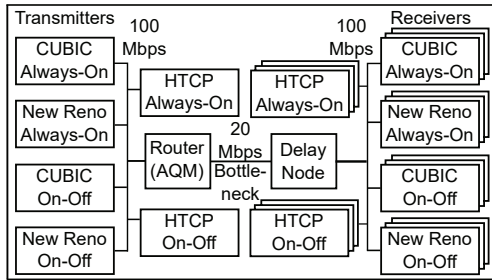 Transmitters
100
Mbps
100
Mbps
Receivers
CUBIC
Always-On
HTCP
Always-On
HTCP
Always-On
CUBIC
Always-On
New Reno
Always-On
New Reno
Always-On
Router
(AQM)
20
Mbps
Bottle-
neck
Delay
Node
CUBIC
On-Off
CUBIC
On-Off
HTCP
On-Off
HTCP
On-Off
New Reno
On-Off
New Reno
On-Off